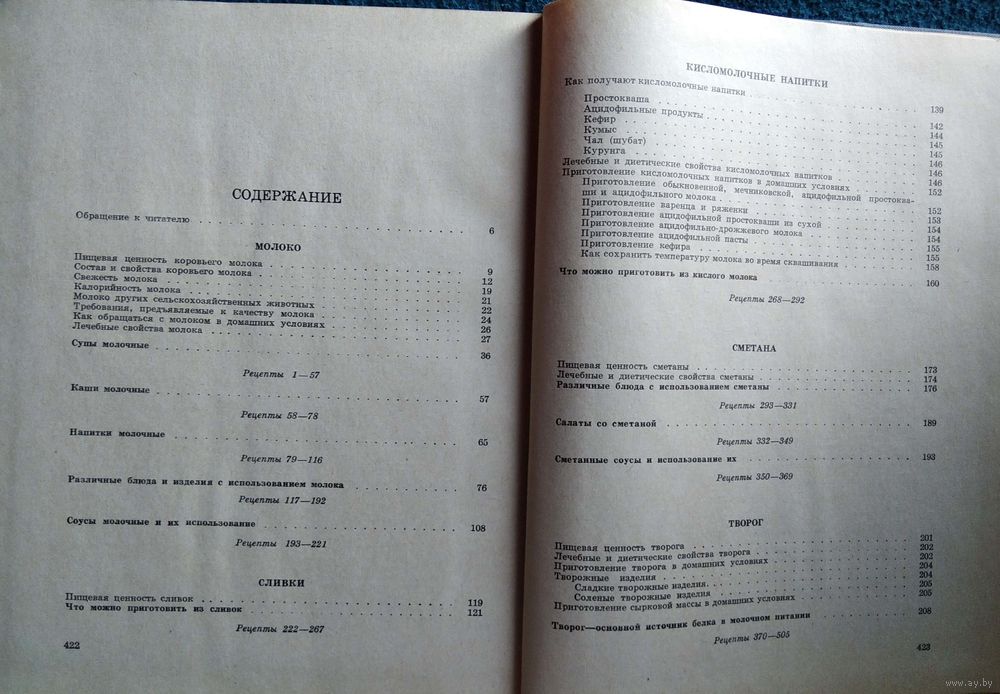 СОДЕРЖАНИЕ
Обращение к читателю . . . 6
МОЛОКО
Пищевая ценность коровьего молока . . . 9
Состав и свойства коровьего молока . . . 12
Свежесть молока . . . 19
Калорийность молока . . . 21
Молоко других сельскохозяйственных животных . . . 22
Требования, предъявляемые к качеству молока . . . 24
Как обращаться с молоком в домашних условиях . . . 26
Лечебные свойства молока . . . 27
Супы молочные . . . 36
Рецепты 1—57
Каши молочные . . . 57
Рецепты 58—78
Напитки молочные . . . 65
Рецепты 79—116
Различные блюда и изделия с использованием молока . . . 76
Рецепты 117—192
Соусы молочные и их использование . . . 108
Рецепты 193—221
СЛИВКИ
Пищевая ценность сливок . . . 119
Что можно приготовить из сливок . . . 121
Рецепты 222—267
422
КИСЛОМОЛОЧНЫЕ НАПИТКИ
Как получают кисломолочные напитки . . . 139
Простокваша . . . 142
Ацидофильные продукты . . . 144
Кефир . . . 145
Кумыс . . . 145
Чал (шубат) . . . 146
Курунга . . . 146
Лечебные и диетические свойства кисломолочных напитков . . . 146
Приготовление кисломолочных напитков в домашних условиях . . . 152
Приготовление обыкновенной, мечниковской, ацидофильной простоква-
ши и ацидофильного молока . . . 152
Приготовление варенца и ряженки . . . 153
Приготовление ацидофильной простокваши из сухой . . . 154
Приготовление ацидофильно-дрожжевого молока . . . 154
Приготовление ацидофильной пасты . . . 155
Приготовление кефира . . . 155
Как сохранить температуру молока во время сквашивания . . . 158
Что можно приготовить из кислого молока . . . 160
Рецепты 268—292
СМЕТАНА
Пищевая ценность сметаны . . . 173
Лечебные и диетические свойства сметаны . . . 174
Различные блюда с использованием сметаны . . . 176
Рецепты 293—331
Салаты со сметаной . . . 189
Рецепты 332—349
Сметанные соусы и использование их . . . 193
Рецепты 350—369
ТВОРОГ
Пищевая ценность творога . . . 201
Лечебные и диетические свойства творога . . . 202
Приготовление творога в домашних условиях . . . 202
Творожные изделия . . . 204
Сладкие творожные изделия . . . 204
Соленые творожные изделия . . . 205
Приготовление сырковой массы в домашних условиях . . . 205
Творог—основной источник белка в молочном питании . . . 208
Рецепты 370—505
423
www.ay.by